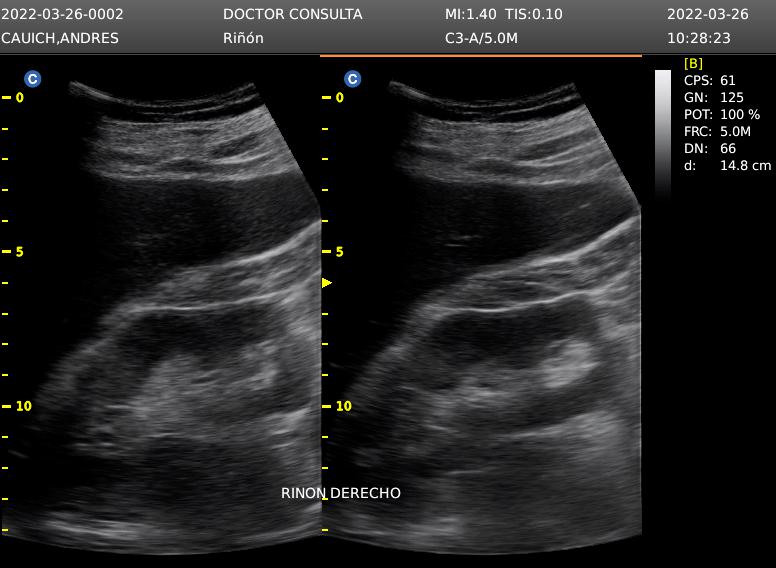 2022-03-26-0002 DOCTOR CONSULTA MI:1.40 TIS:0.10 2022-03-26
CAUICH,ANDRES Riñón C3-A/5.0M 10:28:23
[B]
C C
0 0
CPS: 61
GN: 125
POT: 100 %
FRC: 5.0M
DN: 66
d: 14.8 cm
5 5
10 10
RINON DERECHO